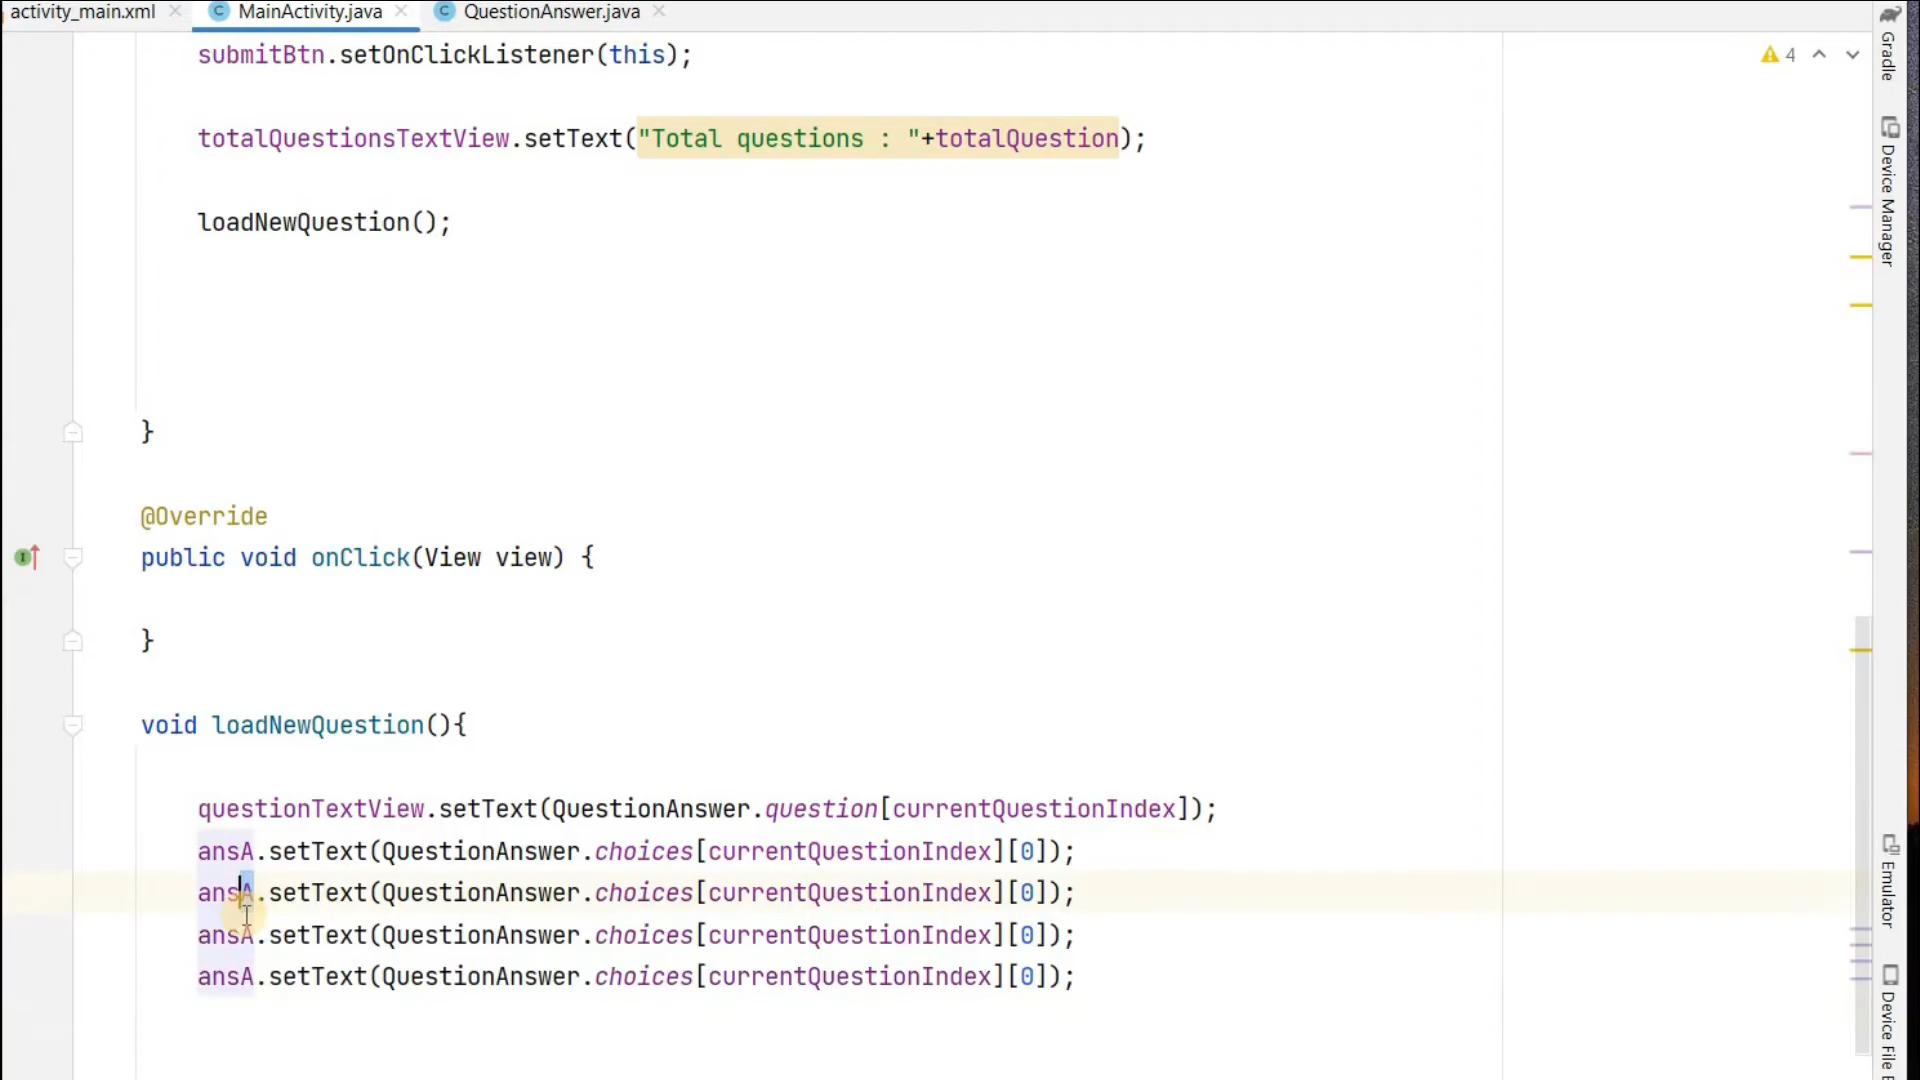 activity_main.xml MainActivity.java QuestionAnswer.java
submitBtn.setOnClickListener(this);
4
totalQuestionsTextView.setText("Total questions : "+totalQuestion);
loadNewQuestion();
}
@Override
public void onClick(View view) {
}
void loadNewQuestion(){
questionTextView.setText(QuestionAnswer.question[currentQuestionIndex]);
ansA.setText(QuestionAnswer.choices[currentQuestionIndex][0]);
ansA.setText(QuestionAnswer.choices[currentQuestionIndex][0]);
ansA.setText(QuestionAnswer.choices[currentQuestionIndex][0]);
ansA.setText(QuestionAnswer.choices[currentQuestionIndex][0]);
Gradle
Device Manager
Emulator
Device File